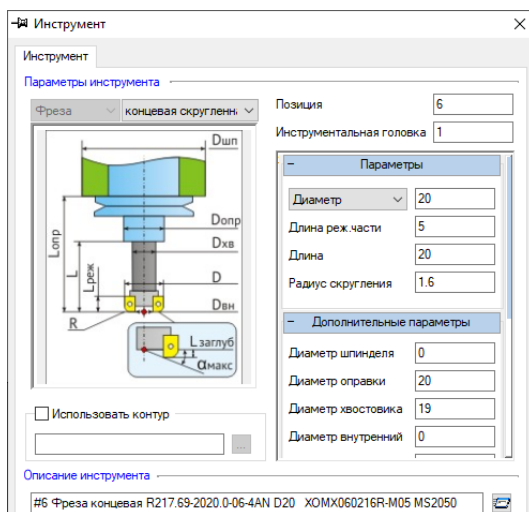 Инструмент
Инструмент
Параметры инструмента
Фреза
концевая скругленна
Позиция 6
Инструментальная головка 1
Dшп
Dопр
Dхв
D
Dвн
Lопр
L
Lреж
R
L заглуб
αмакс
− Параметры
Диаметр 20
Длина реж.части 5
Длина 20
Радиус скругления 1.6
− Дополнительные параметры
Диаметр шпинделя 0
Диаметр оправки 20
Диаметр хвостовика 19
Диаметр внутренний 0
Использовать контур
...
Описание инструмента
#6 Фреза концевая R217.69-2020.0-06-4AN D20 XOMX060216R-M05 MS2050